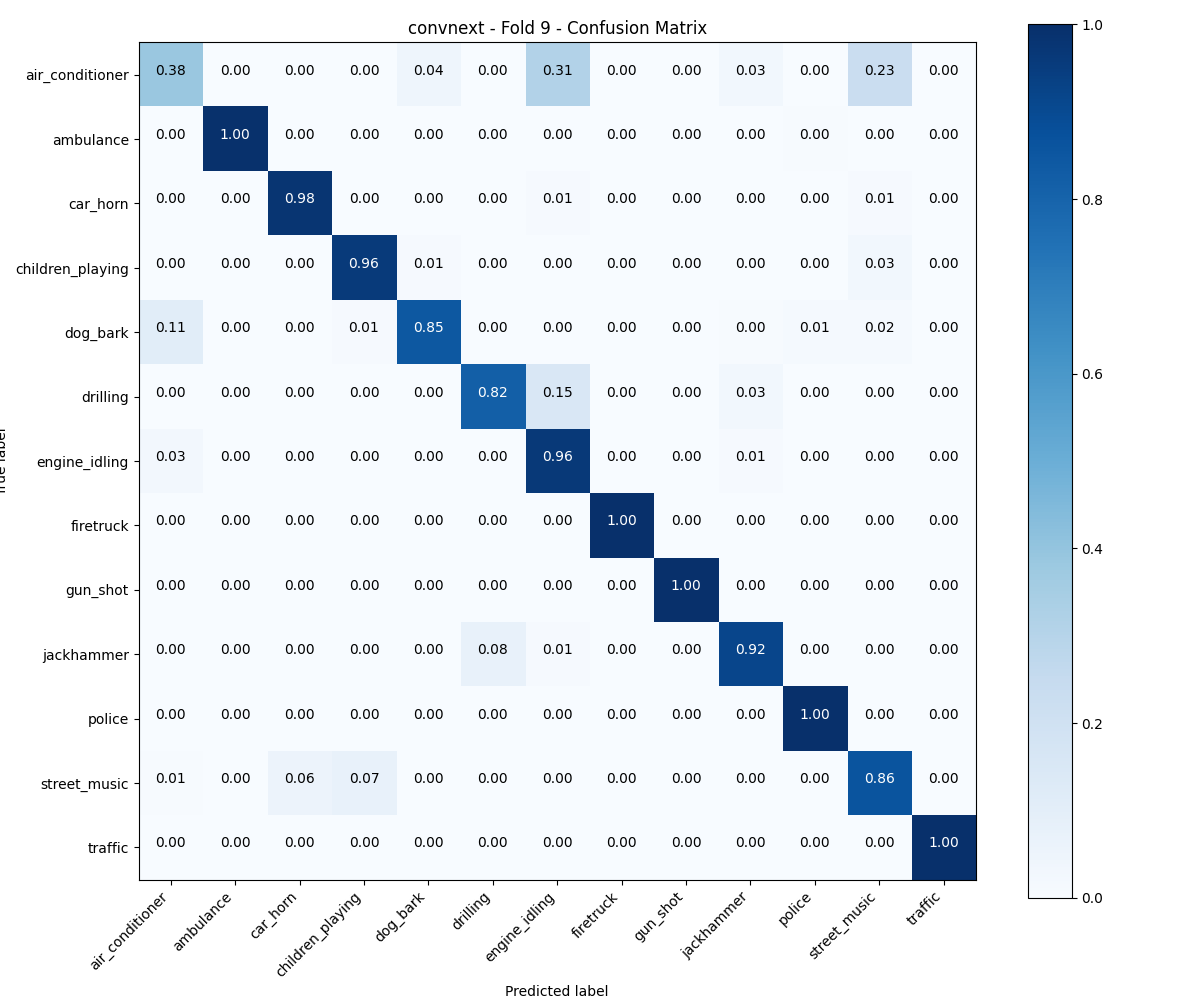 convnext - Fold 9 - Confusion Matrix
air_conditioner 0.38 0.00 0.00 0.00 0.04 0.00 0.31 0.00 0.00 0.03 0.00 0.23 0.00
ambulance 0.00 1.00 0.00 0.00 0.00 0.00 0.00 0.00 0.00 0.00 0.00 0.00 0.00
car_horn 0.00 0.00 0.98 0.00 0.00 0.00 0.01 0.00 0.00 0.00 0.00 0.01 0.00
children_playing 0.00 0.00 0.00 0.96 0.01 0.00 0.00 0.00 0.00 0.00 0.00 0.03 0.00
dog_bark 0.11 0.00 0.00 0.01 0.85 0.00 0.00 0.00 0.00 0.00 0.01 0.02 0.00
drilling 0.00 0.00 0.00 0.00 0.00 0.82 0.15 0.00 0.00 0.03 0.00 0.00 0.00
engine_idling 0.03 0.00 0.00 0.00 0.00 0.00 0.96 0.00 0.00 0.01 0.00 0.00 0.00
firetruck 0.00 0.00 0.00 0.00 0.00 0.00 0.00 1.00 0.00 0.00 0.00 0.00 0.00
gun_shot 0.00 0.00 0.00 0.00 0.00 0.00 0.00 0.00 1.00 0.00 0.00 0.00 0.00
jackhammer 0.00 0.00 0.00 0.00 0.00 0.08 0.01 0.00 0.00 0.92 0.00 0.00 0.00
police 0.00 0.00 0.00 0.00 0.00 0.00 0.00 0.00 0.00 0.00 1.00 0.00 0.00
street_music 0.01 0.00 0.06 0.07 0.00 0.00 0.00 0.00 0.00 0.00 0.00 0.86 0.00
traffic 0.00 0.00 0.00 0.00 0.00 0.00 0.00 0.00 0.00 0.00 0.00 0.00 1.00
air_conditioner ambulance car_horn children_playing dog_bark drilling engine_idling firetruck gun_shot jackhammer police street_music traffic
Predicted label
1.0
0.8
0.6
0.4
0.2
0.0